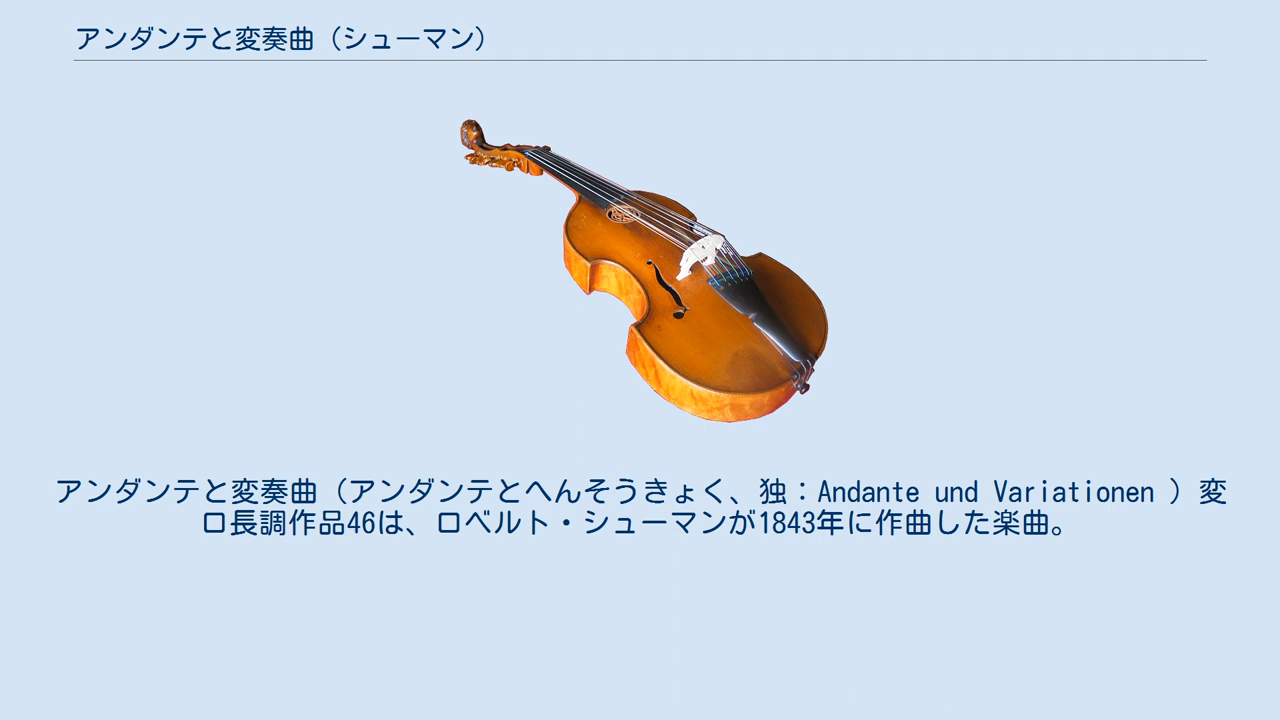 アンダンテと変奏曲（シューマン）
アンダンテと変奏曲（アンダンテとへんそうきょく、独：Andante und Variationen ）変
ロ長調作品46は、ロベルト・シューマンが1843年に作曲した楽曲。